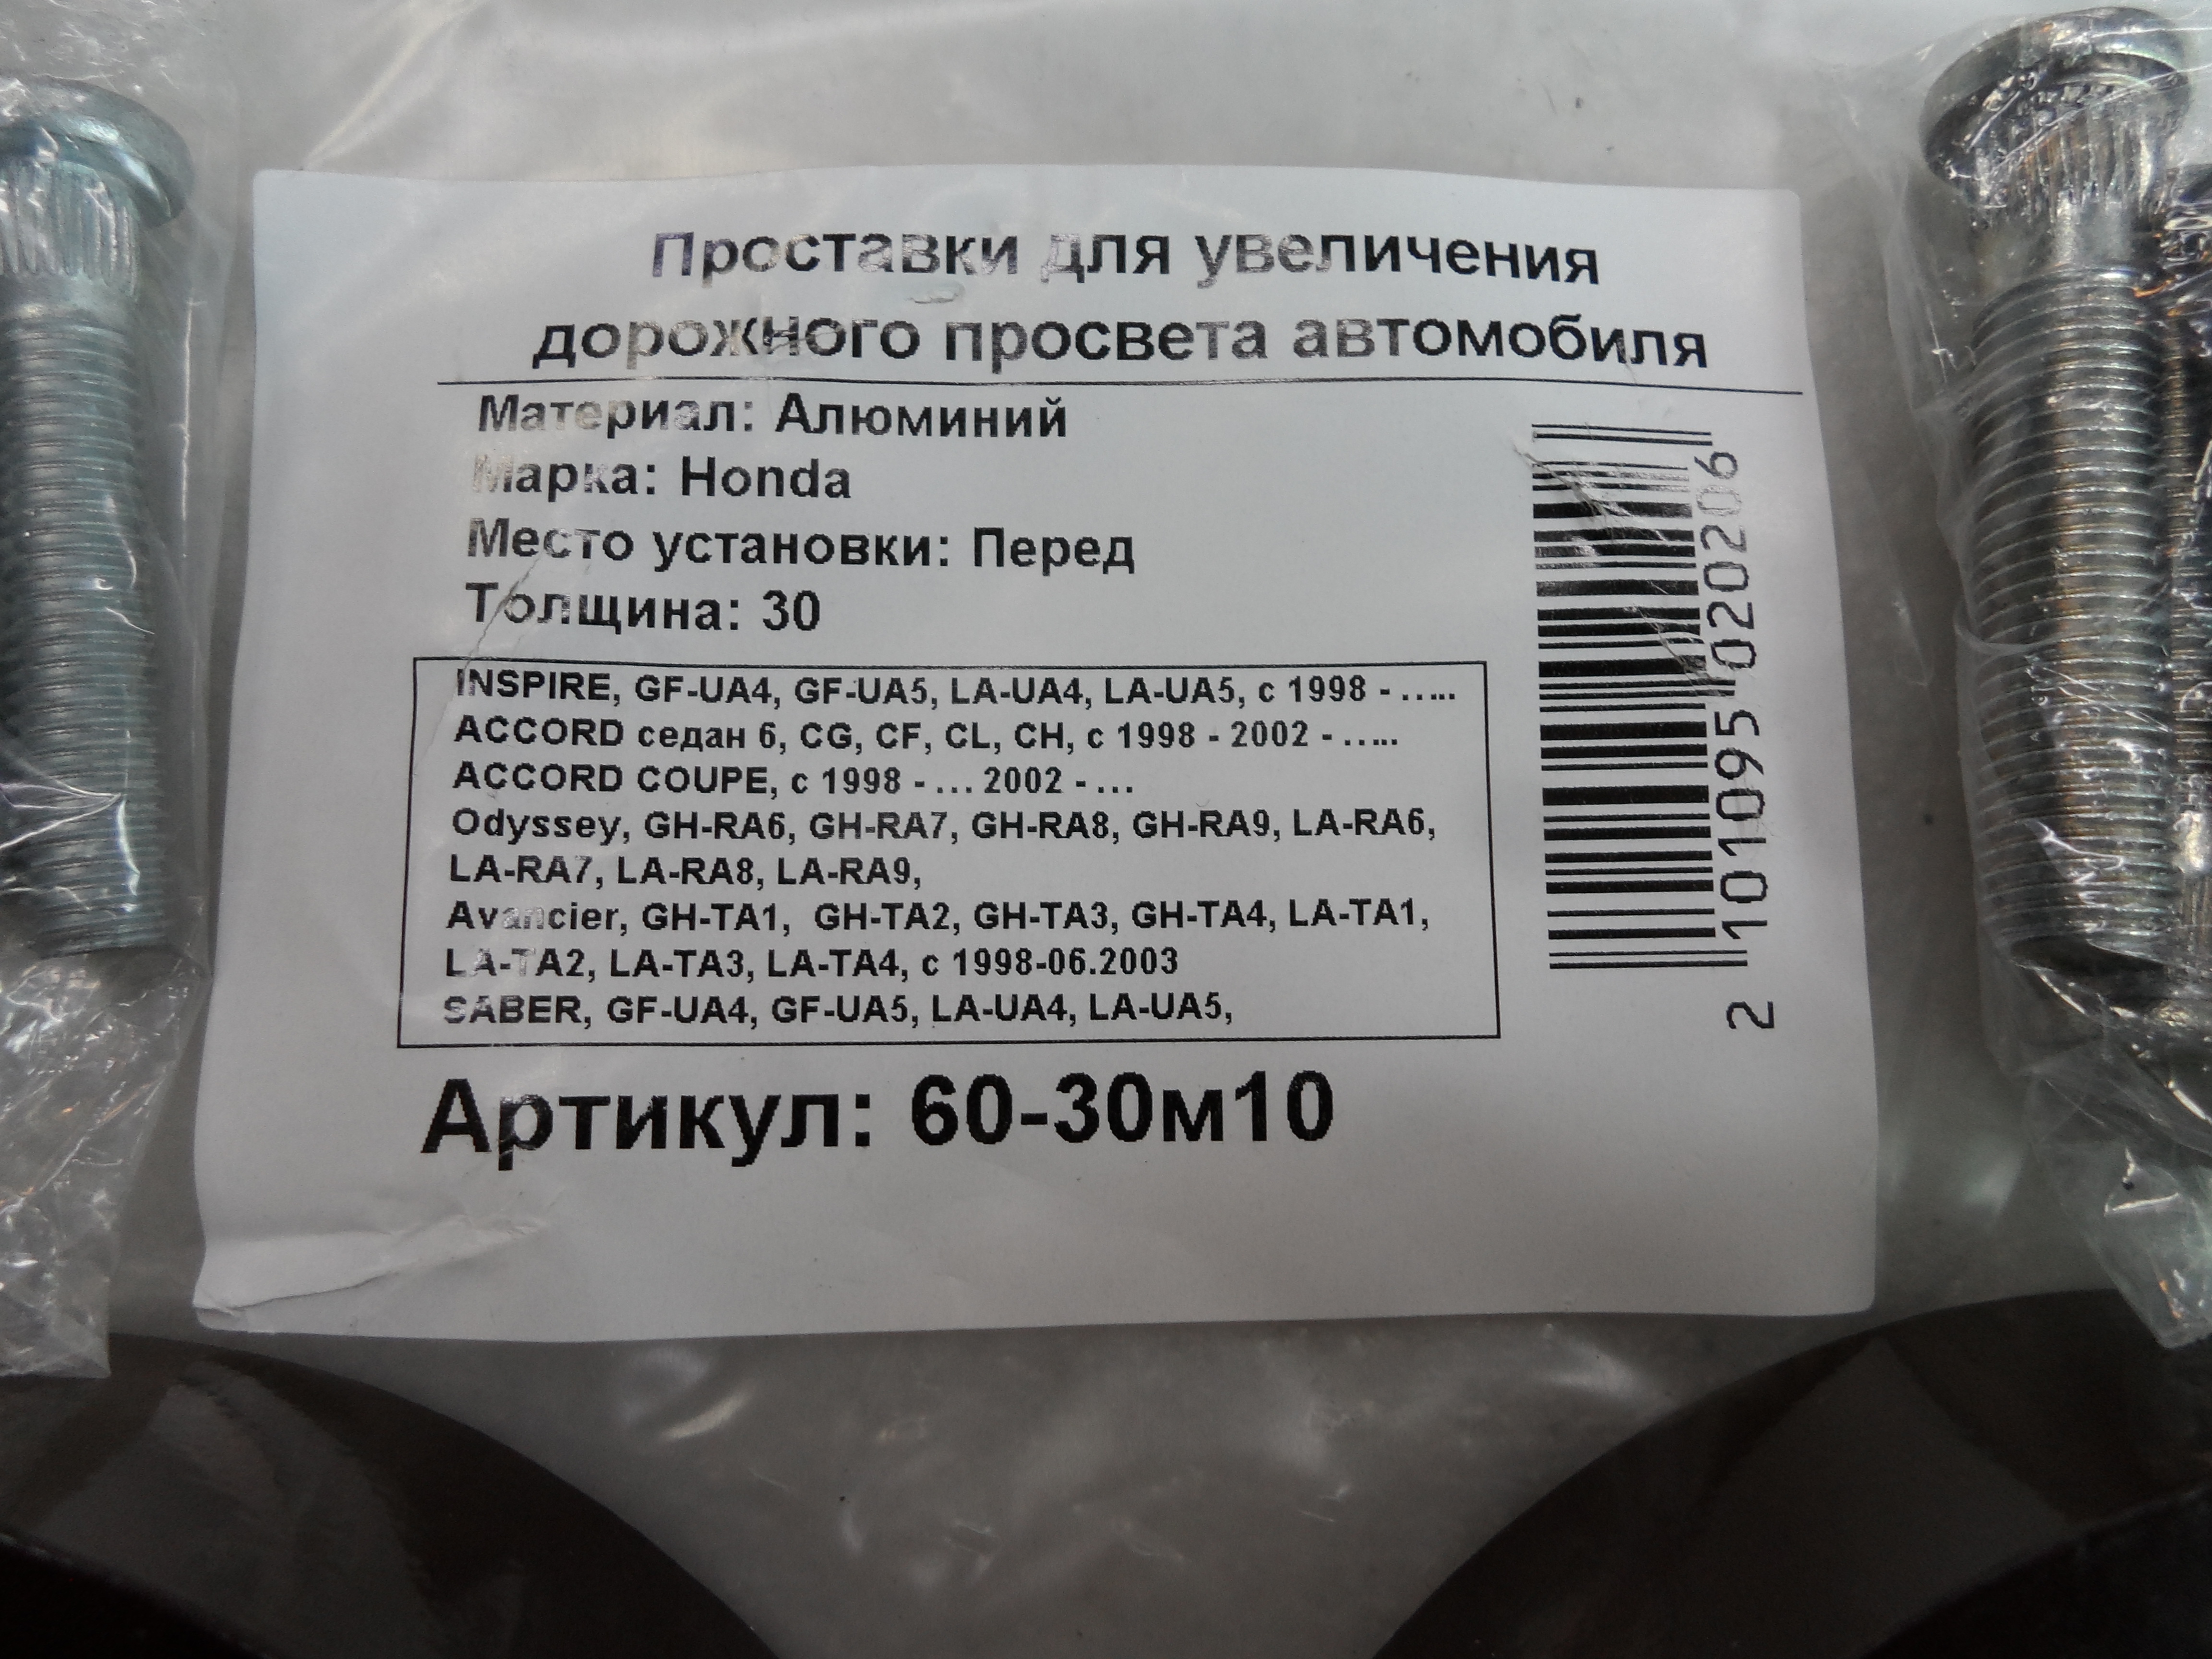 Проставки для увеличения
дорожного просвета автомобиля
Материал: Алюминий
Марка: Honda
Место установки: Перед
Толщина: 30
INSPIRE, GF-UA4, GF-UA5, LA-UA4, LA-UA5, с 1998 - .....
ACCORD седан 6, CG, CF, CL, CH, с 1998 - 2002 - .....
ACCORD COUPE, с 1998 - ... 2002 - ...
Odyssey, GH-RA6, GH-RA7, GH-RA8, GH-RA9, LA-RA6,
LA-RA7, LA-RA8, LA-RA9,
Avancier, GH-TA1, GH-TA2, GH-TA3, GH-TA4, LA-TA1,
LA-TA2, LA-TA3, LA-TA4, с 1998-06.2003
SABER, GF-UA4, GF-UA5, LA-UA4, LA-UA5,
Артикул: 60-30м10
2 101095 020206